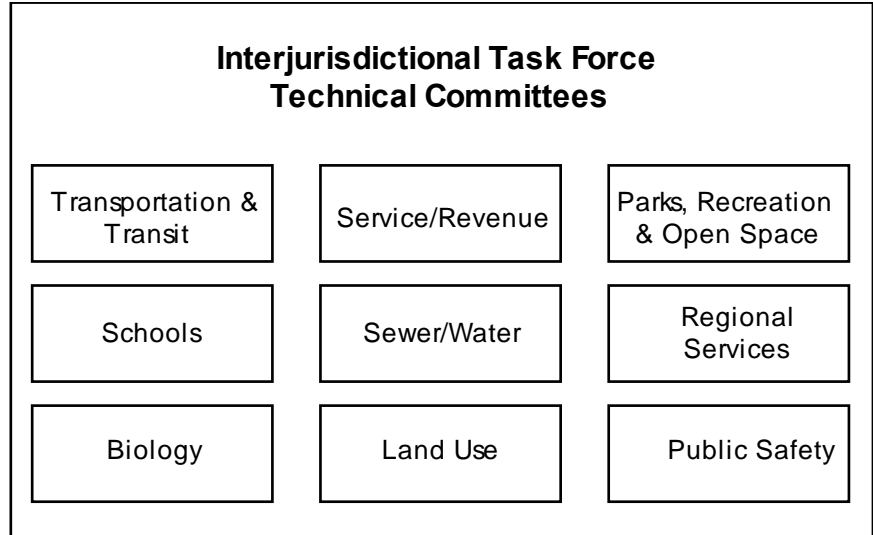 Interjurisdictional Task Force
Technical Committees
Transportation &
Transit
Service/Revenue
Parks, Recreation
& Open Space
Schools
Sewer/Water
Regional
Services
Biology
Land Use
Public Safety